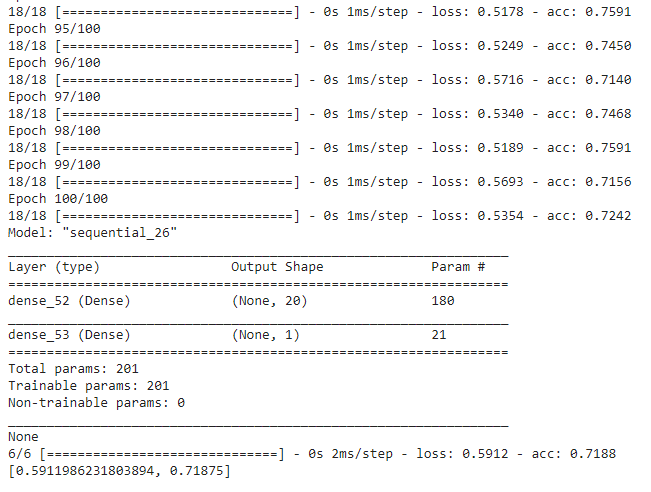 18/18 [==============================] - 0s 1ms/step - loss: 0.5178 - acc: 0.7591
Epoch 95/100
18/18 [==============================] - 0s 1ms/step - loss: 0.5249 - acc: 0.7450
Epoch 96/100
18/18 [==============================] - 0s 1ms/step - loss: 0.5716 - acc: 0.7140
Epoch 97/100
18/18 [==============================] - 0s 1ms/step - loss: 0.5340 - acc: 0.7468
Epoch 98/100
18/18 [==============================] - 0s 1ms/step - loss: 0.5189 - acc: 0.7591
Epoch 99/100
18/18 [==============================] - 0s 1ms/step - loss: 0.5693 - acc: 0.7156
Epoch 100/100
18/18 [==============================] - 0s 1ms/step - loss: 0.5354 - acc: 0.7242
Model: "sequential_26"
_________________________________________________________________
Layer (type)                 Output Shape              Param #
=================================================================
dense_52 (Dense)             (None, 20)                180
_________________________________________________________________
dense_53 (Dense)             (None, 1)                 21
=================================================================
Total params: 201
Trainable params: 201
Non-trainable params: 0
_________________________________________________________________
None
6/6 [==============================] - 0s 2ms/step - loss: 0.5912 - acc: 0.7188
[0.5911986231803894, 0.71875]